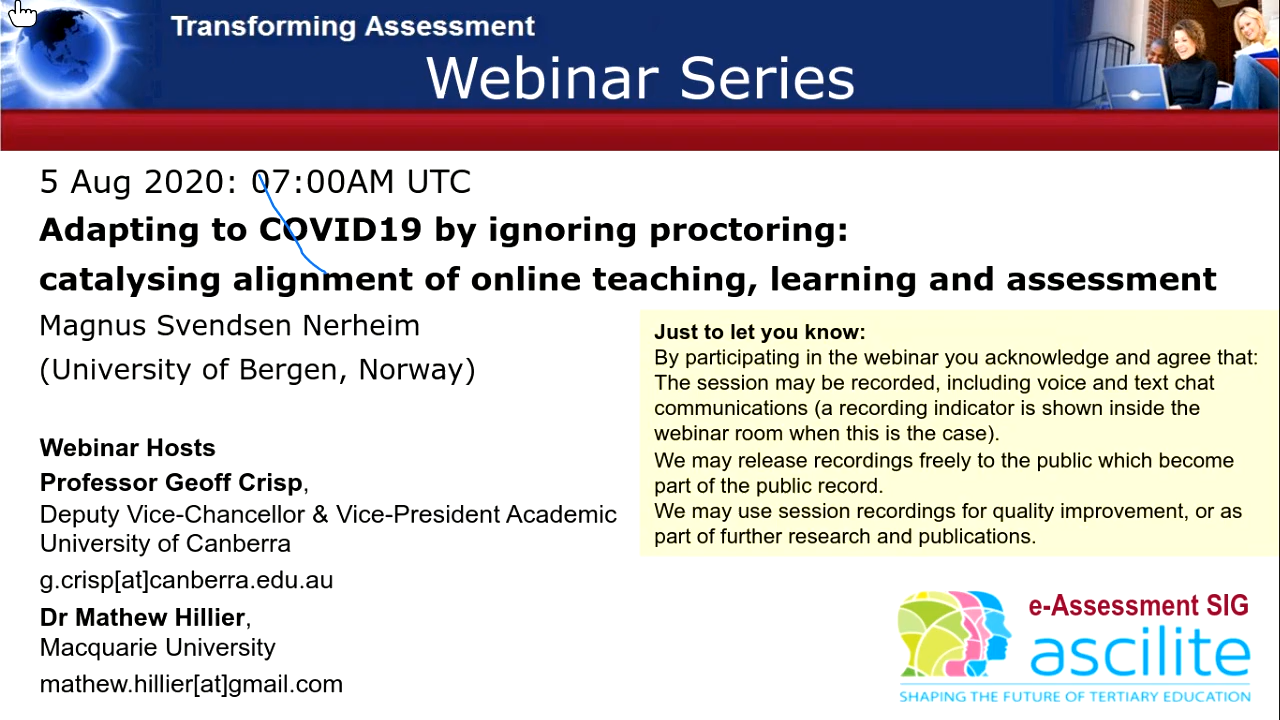 Transforming Assessment
Webinar Series
5 Aug 2020: 07:00AM UTC
Adapting to COVID19 by ignoring proctoring:
catalysing alignment of online teaching, learning and assessment
Magnus Svendsen Nerheim
(University of Bergen, Norway)
Webinar Hosts
Professor Geoff Crisp,
Deputy Vice-Chancellor & Vice-President Academic
University of Canberra
g.crisp[at]canberra.edu.au
Dr Mathew Hillier,
Macquarie University
mathew.hillier[at]gmail.com
Just to let you know:
By participating in the webinar you acknowledge and agree that:
The session may be recorded, including voice and text chat
communications (a recording indicator is shown inside the
webinar room when this is the case).
We may release recordings freely to the public which become
part of the public record.
We may use session recordings for quality improvement, or as
part of further research and publications.
e-Assessment SIG
ascilite
SHAPING THE FUTURE OF TERTIARY EDUCATION